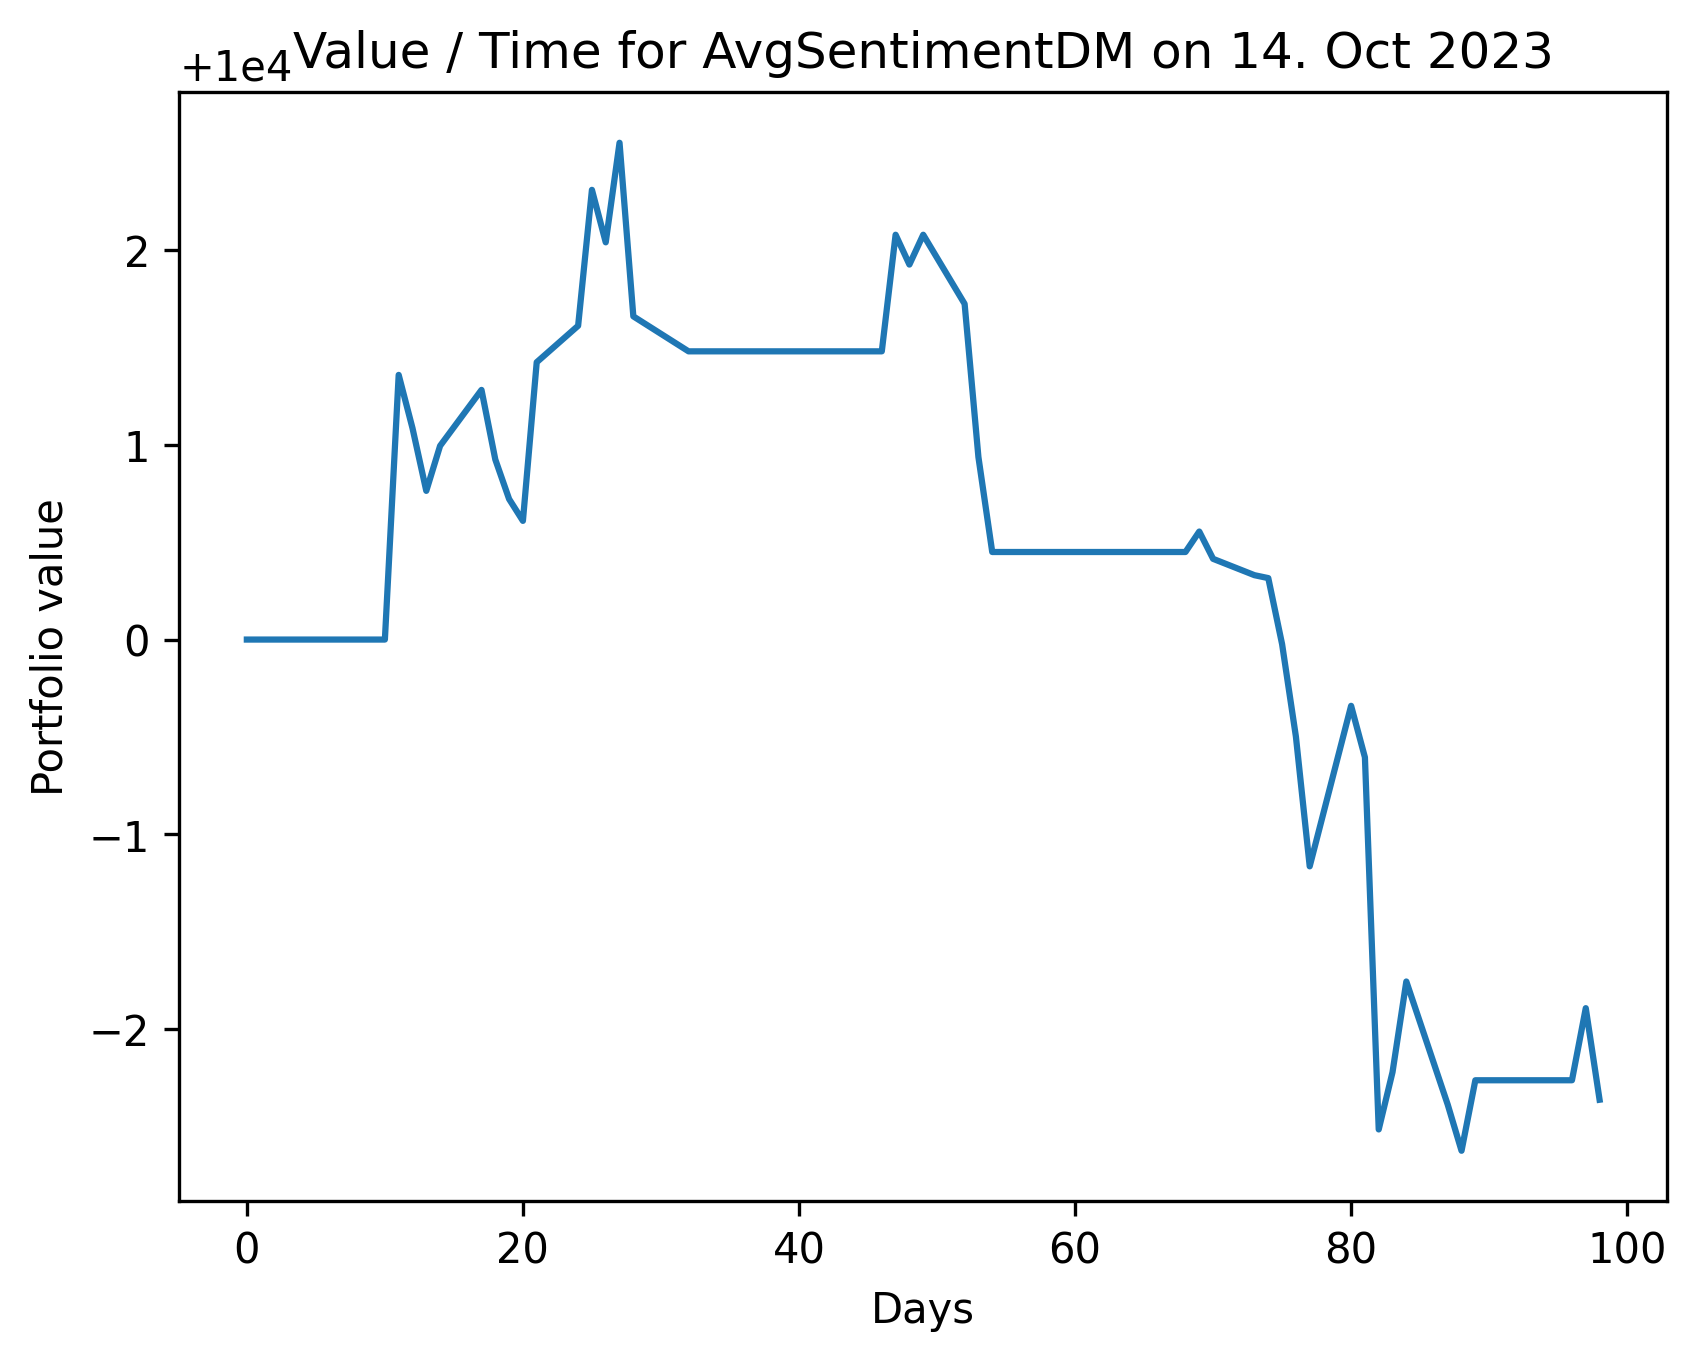 Value / Time for AvgSentimentDM on 14. Oct 2023
+1e4
2
1
0
−1
−2
Portfolio value
0 20 40 60 80 100
Days